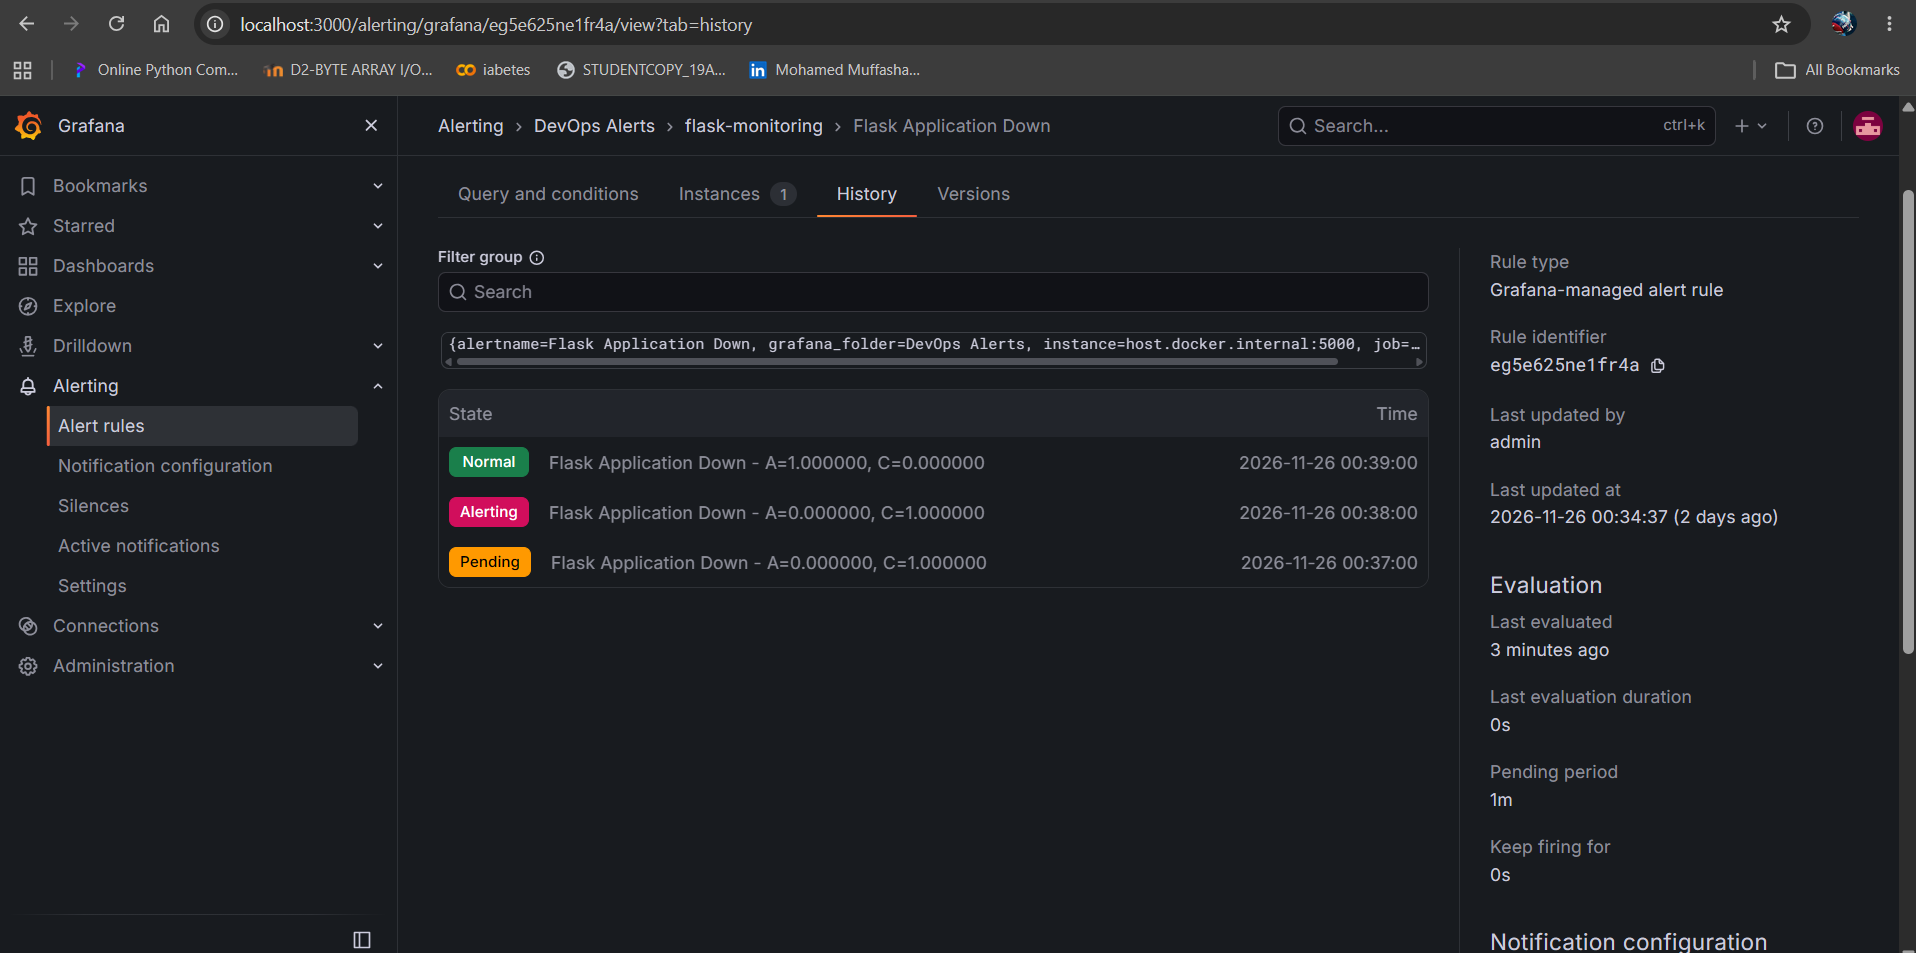 localhost:3000/alerting/grafana/eg5e625ne1fr4a/view?tab=history
Online Python Com... D2-BYTE ARRAY I/O... iabetes STUDENTCOPY_19A... in Mohamed Muffasha... All Bookmarks
Grafana
Bookmarks
Starred
Dashboards
Explore
Drilldown
Alerting
Alert rules
Notification configuration
Silences
Active notifications
Settings
Connections
Administration
Alerting › DevOps Alerts › flask-monitoring › Flask Application Down
Search... ctrl+k
Query and conditions Instances 1 History Versions
Filter group
Search
{alertname=Flask Application Down, grafana_folder=DevOps Alerts, instance=host.docker.internal:5000, job=…
State Time
Normal Flask Application Down - A=1.000000, C=0.000000 2026-11-26 00:39:00
Alerting Flask Application Down - A=0.000000, C=1.000000 2026-11-26 00:38:00
Pending Flask Application Down - A=0.000000, C=1.000000 2026-11-26 00:37:00
Rule type
Grafana-managed alert rule
Rule identifier
eg5e625ne1fr4a
Last updated by
admin
Last updated at
2026-11-26 00:34:37 (2 days ago)
Evaluation
Last evaluated
3 minutes ago
Last evaluation duration
0s
Pending period
1m
Keep firing for
0s
Notification configuration